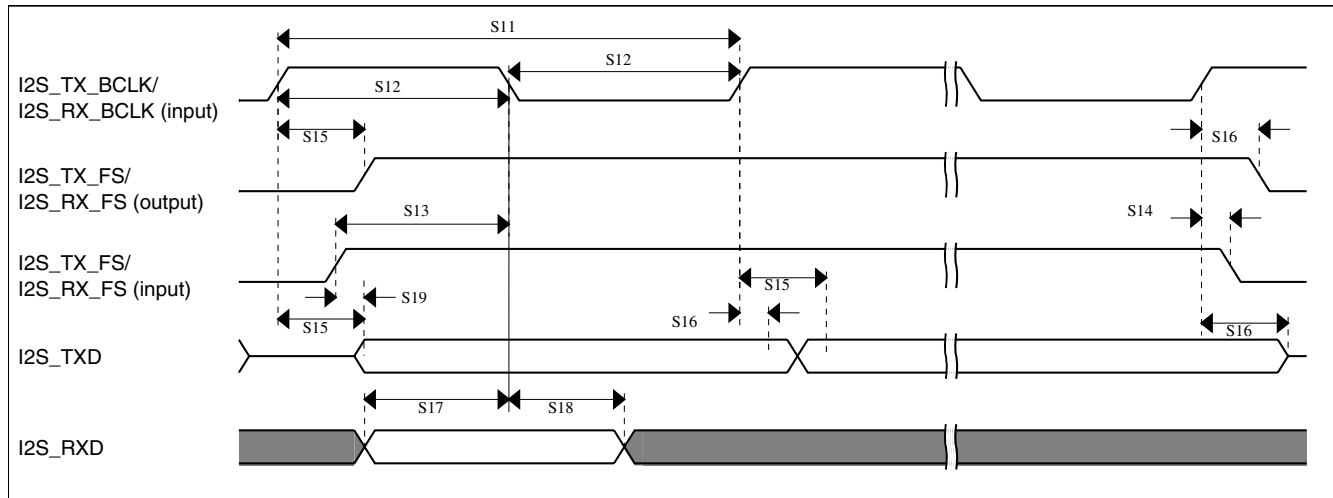 S11
I2S_TX_BCLK/
I2S_RX_BCLK (input)
S12
S12
S15
S16
I2S_TX_FS/
I2S_RX_FS (output)
S13
S14
I2S_TX_FS/
I2S_RX_FS (input)
S15
S19
S15
S16
S16
I2S_TXD
S17
S18
I2S_RXD